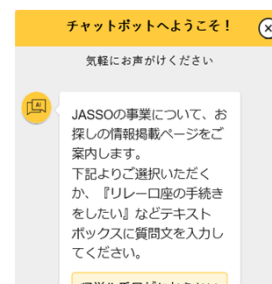 チャットボットへようこそ！
気軽にお声がけください
AI
JASSOの事業について、お
探しの情報掲載ページをご
案内します。
下記よりご選択いただく
か、『リレー口座の手続き
をしたい』などテキスト
ボックスに質問文を入力し
てください。